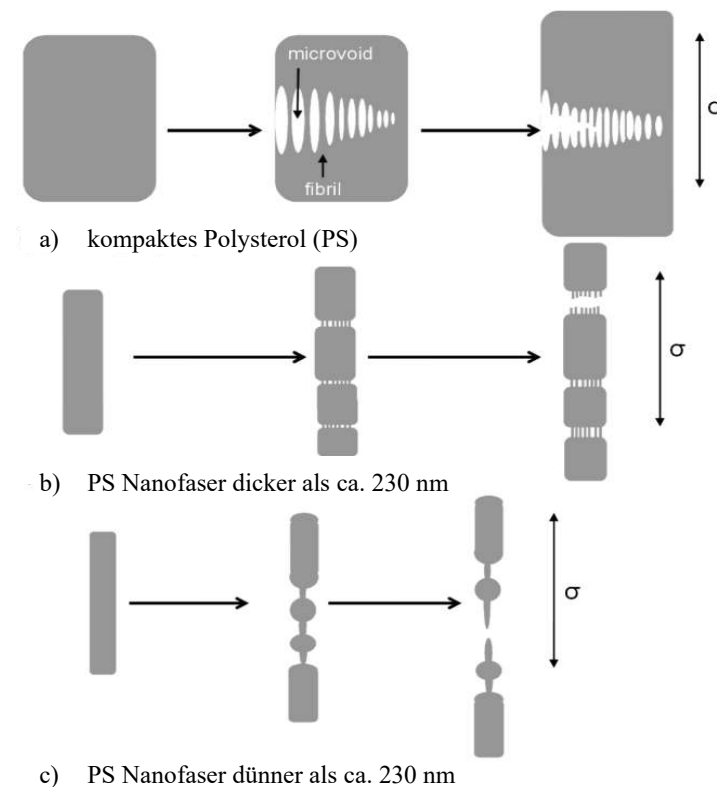 microvoid
fibril
σ
a) kompaktes Polysterol (PS)
σ
b) PS Nanofaser dicker als ca. 230 nm
σ
c) PS Nanofaser dünner als ca. 230 nm